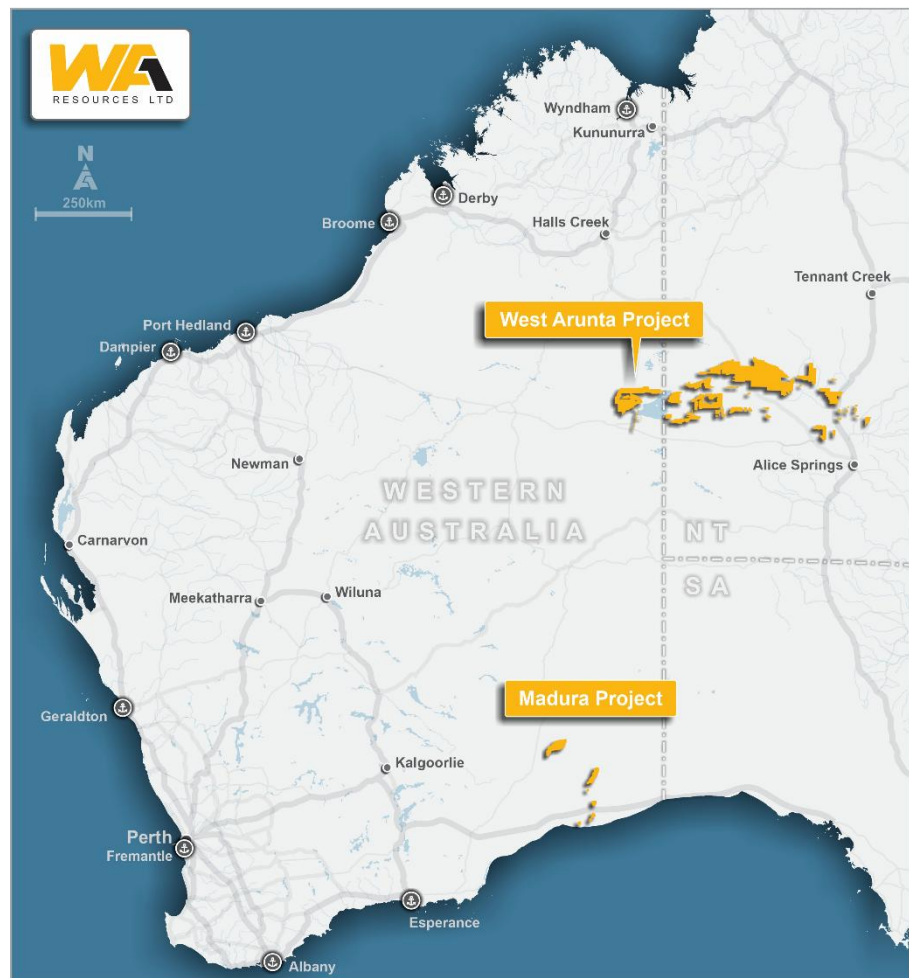 WA1
RESOURCES LTD
N
250km
Wyndham
Kununurra
Derby
Broome
Halls Creek
Tennant Creek
West Arunta Project
Port Hedland
Dampier
Newman
Alice Springs
WESTERN
AUSTRALIA
NT
Carnarvon
SA
Meekatharra
Wiluna
Madura Project
Geraldton
Kalgoorlie
Perth
Fremantle
Esperance
Albany